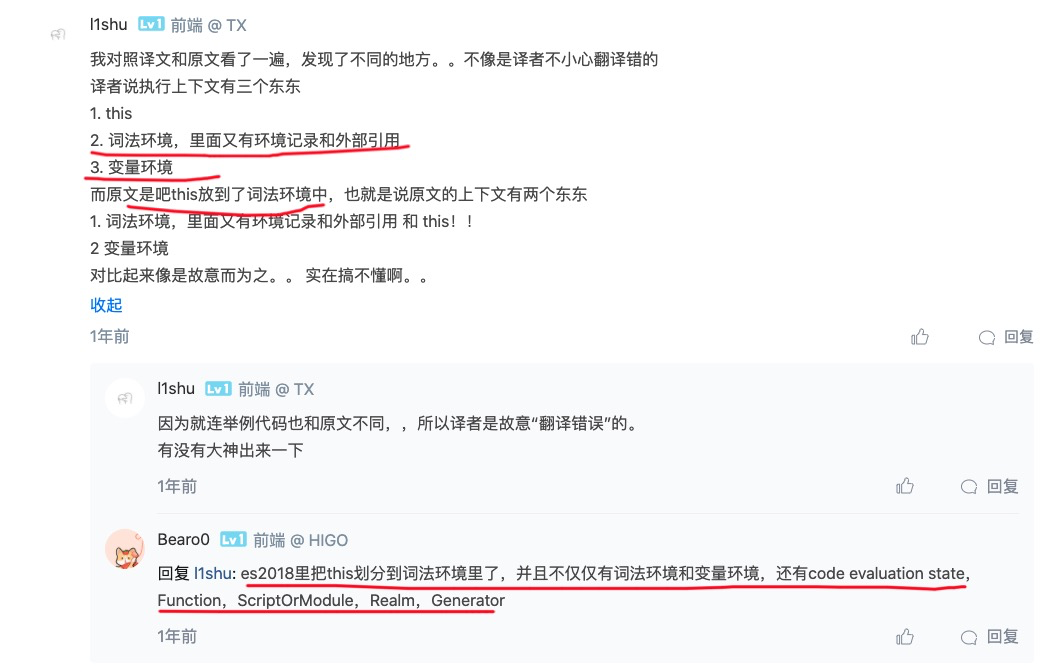 l1shu Lv1 前端 @ TX
我对照译文和原文看了一遍，发现了不同的地方。。不像是译者不小心翻译错的
译者说执行上下文有三个东东
1. this
2. 词法环境，里面又有环境记录和外部引用
3. 变量环境
而原文是吧this放到了词法环境中，也就是说原文的上下文有两个东东
1. 词法环境，里面又有环境记录和外部引用 和 this！！
2 变量环境
对比起来像是故意而为之。。 实在搞不懂啊。。
收起
1年前 回复
l1shu Lv1 前端 @ TX
因为就连举例代码也和原文不同，，所以译者是故意“翻译错误”的。
有没有大神出来一下
1年前 回复
Bearo0 Lv1 前端 @ HIGO
回复 l1shu: es2018里把this划分到词法环境里了，并且不仅仅有词法环境和变量环境，还有code evaluation state，
Function，ScriptOrModule，Realm，Generator
1年前 回复